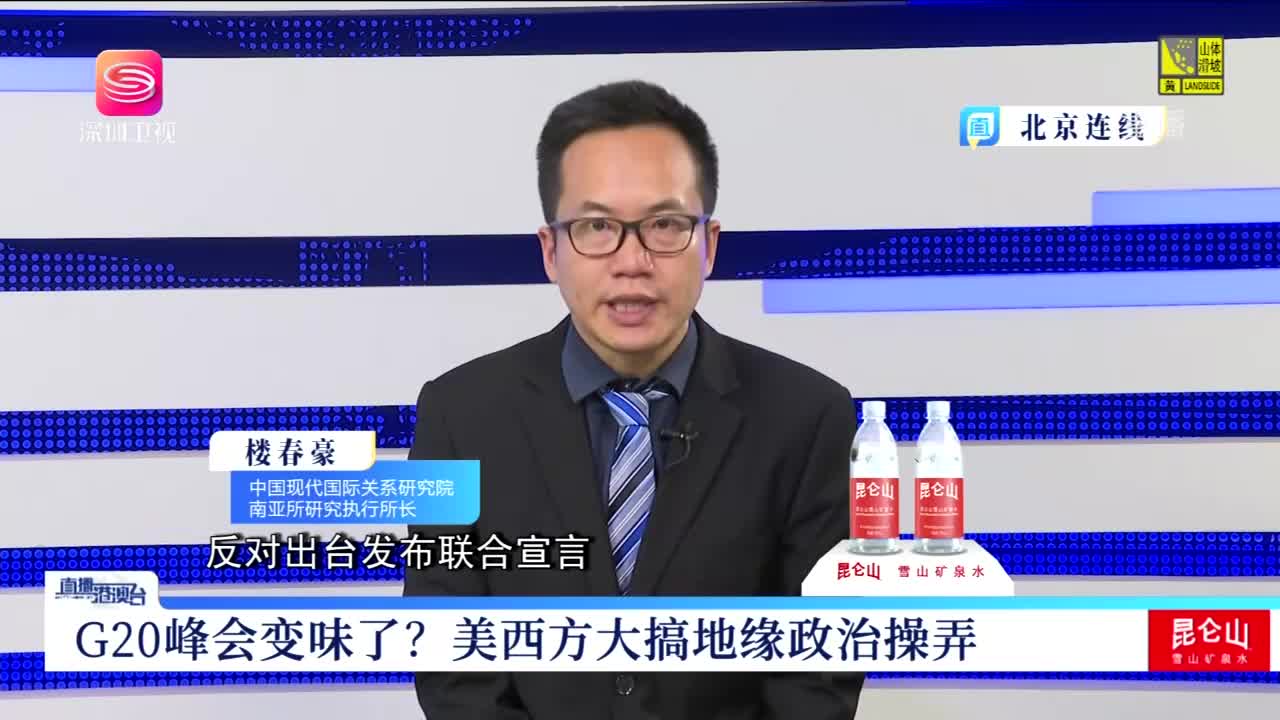 深圳卫视
山体
滑坡
黄 LANDSLIDE
直 北京连线
楼春豪
中国现代国际关系研究院
南亚所研究执行所长
反对出台发布联合宣言
昆仑山 昆仑山
昆仑山 雪山矿泉水
直播港澳台
G20峰会变味了？美西方大搞地缘政治操弄
昆仑山
雪山矿泉水